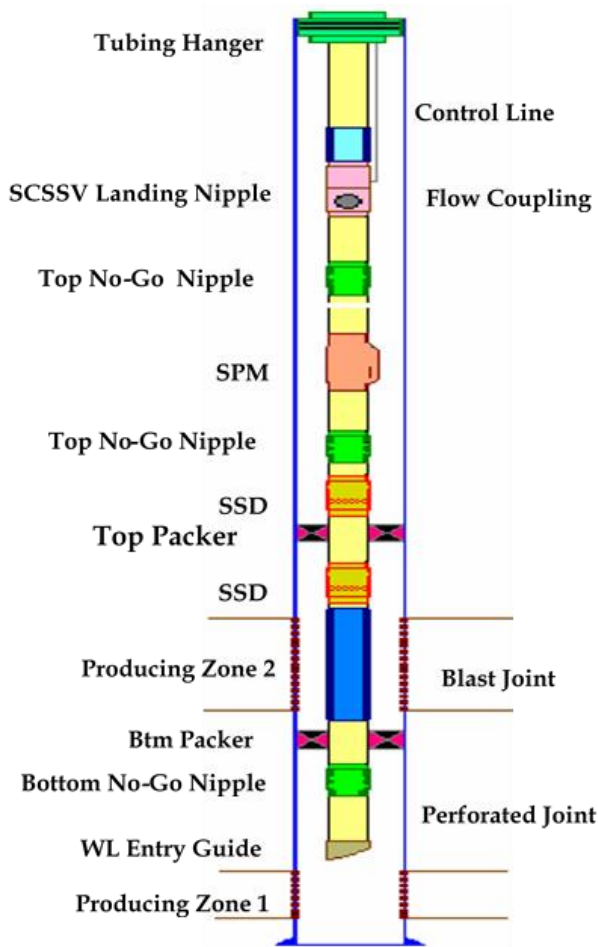 Tubing Hanger
Control Line
SCSSV Landing Nipple
Flow Coupling
Top No-Go Nipple
SPM
Top No-Go Nipple
SSD
Top Packer
SSD
Producing Zone 2
Blast Joint
Btm Packer
Bottom No-Go Nipple
Perforated Joint
WL Entry Guide
Producing Zone 1